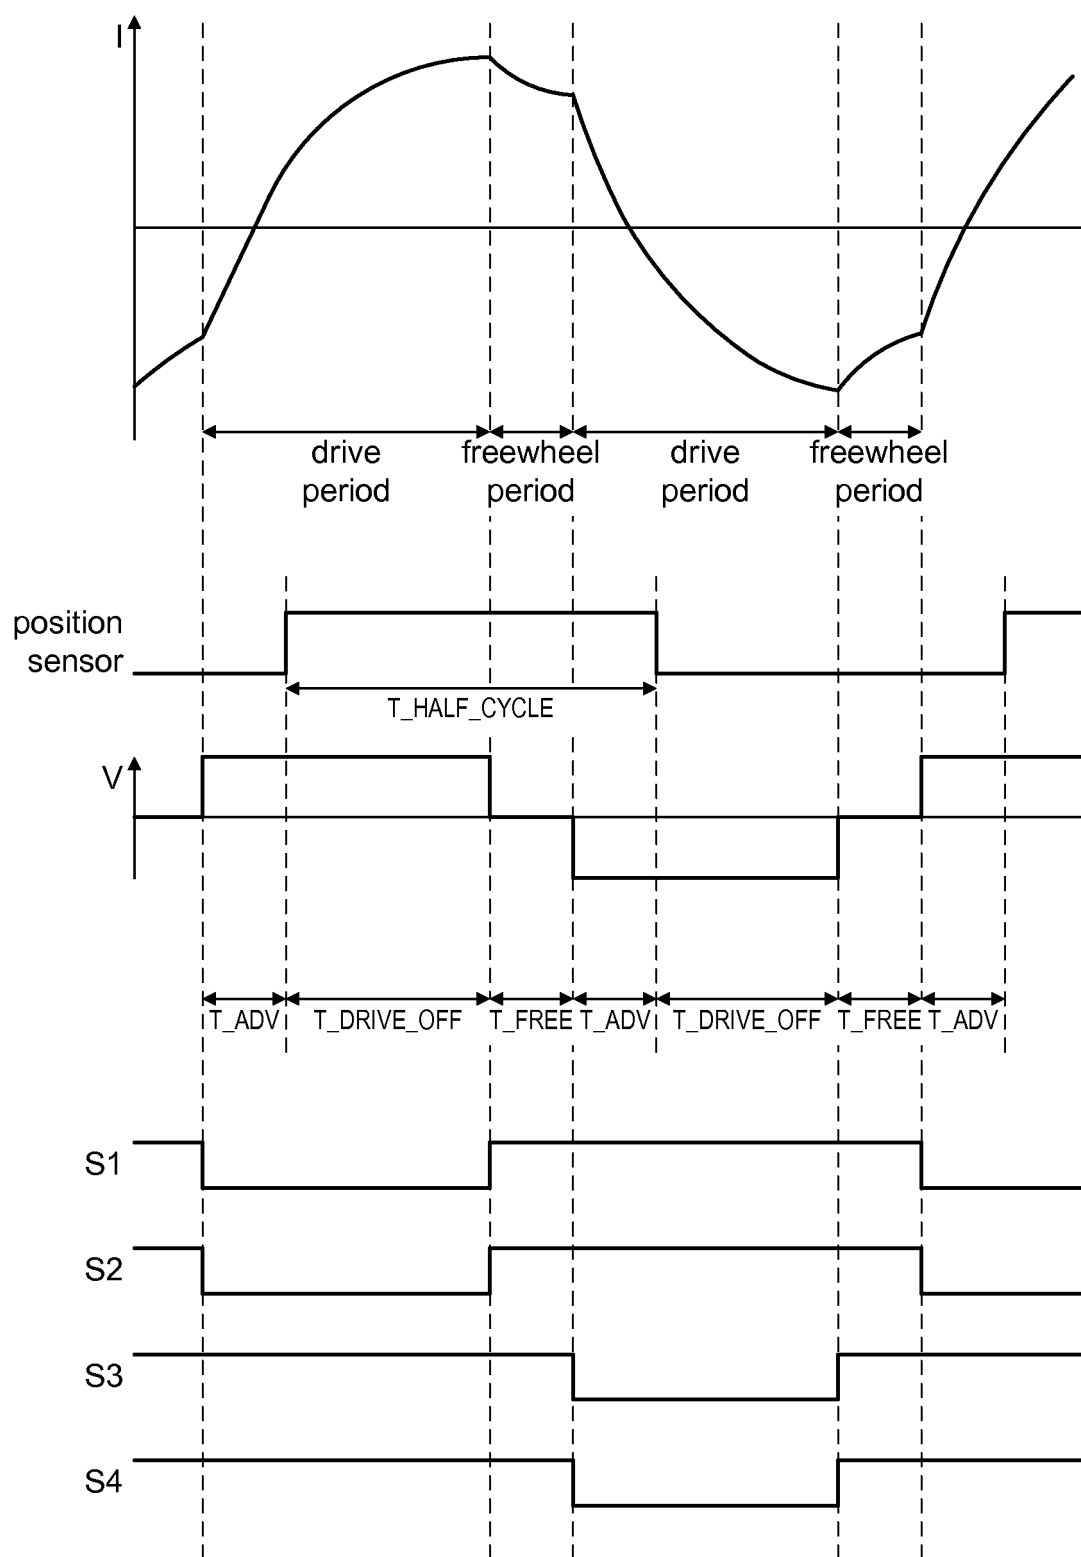 I
drive
period
freewheel
period
drive
period
freewheel
period
position
sensor
T_HALF_CYCLE
V
T_ADV
T_DRIVE_OFF
T_FREE
T_ADV
T_DRIVE_OFF
T_FREE
T_ADV
S1
S2
S3
S4